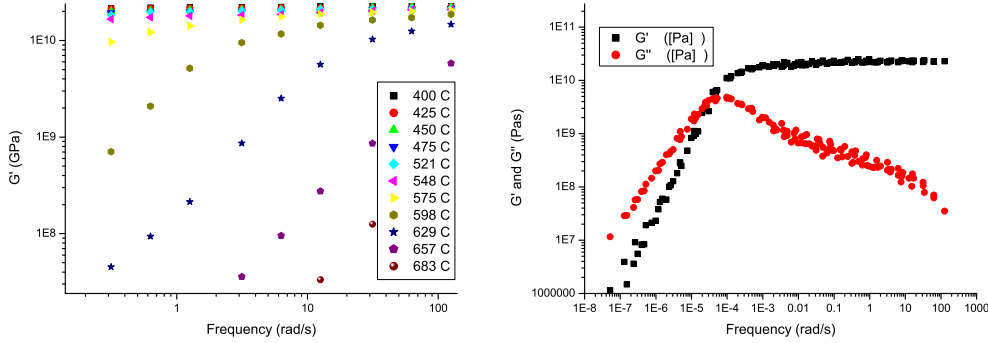 1E10
1E9
1E8
G' (GPa)
1
10
100
Frequency (rad/s)
400 C
425 C
450 C
475 C
521 C
548 C
575 C
598 C
629 C
657 C
683 C
1E11
1E10
1E9
1E8
1E7
1000000
G' and G" (Pas)
G' ([Pa] )
G" ([Pa] )
1E-8 1E-7 1E-6 1E-5 1E-4 1E-3 0.01 0.1 1 10 100 1000
Frequency (rad/s)